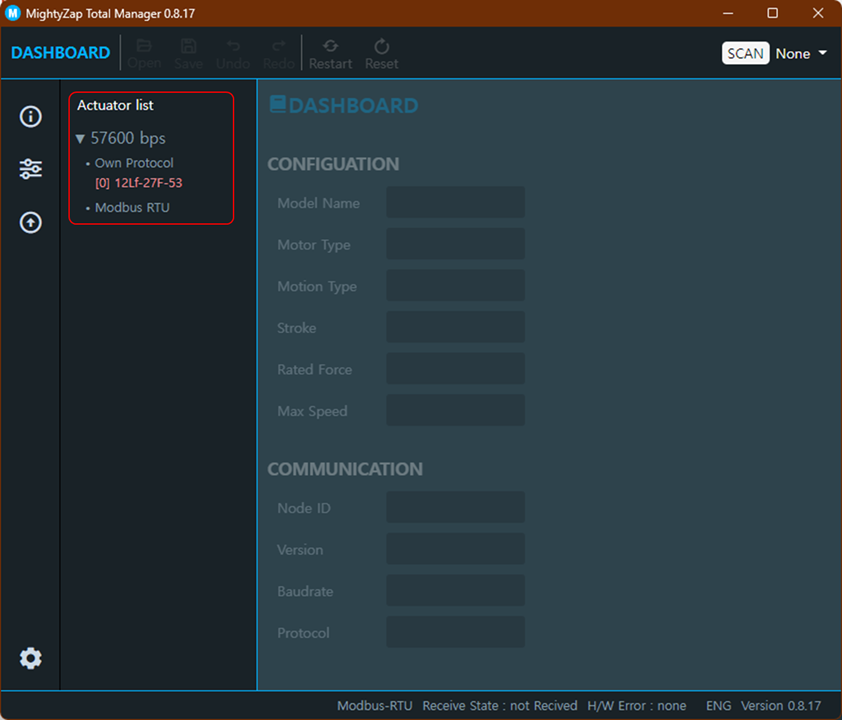 MightyZap Total Manager 0.8.17
DASHBOARD
Open
Save
Undo
Redo
Restart
Reset
SCAN
None
Actuator list
▼ 57600 bps
• Own Protocol
[0] 12Lf-27F-53
• Modbus RTU
DASHBOARD
CONFIGUATION
Model Name
Motor Type
Motion Type
Stroke
Rated Force
Max Speed
COMMUNICATION
Node ID
Version
Baudrate
Protocol
Modbus-RTU Receive State : not Recived H/W Error : none ENG Version 0.8.17